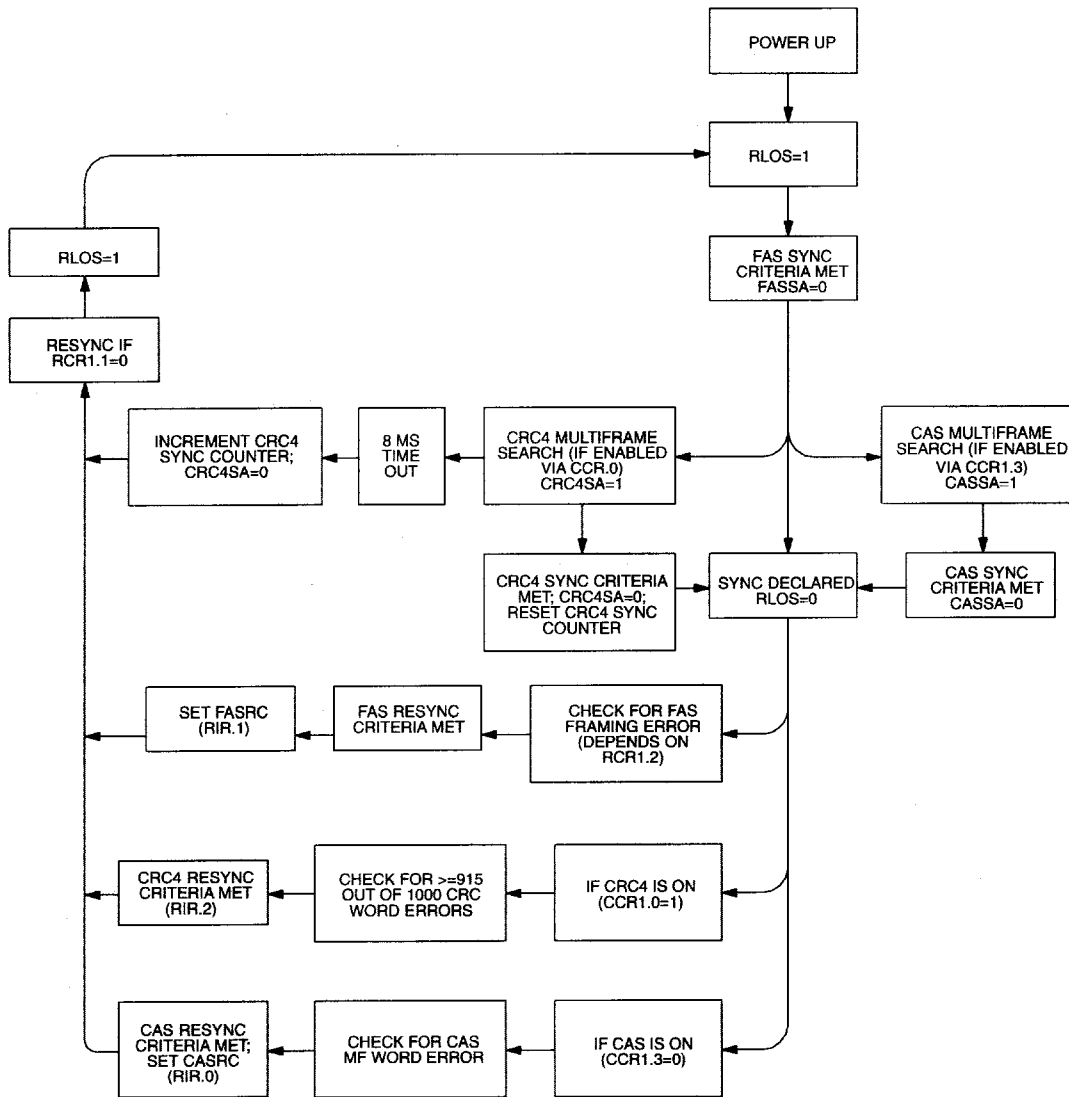 POWER UP
RLOS=1
RLOS=1
FAS SYNC
CRITERIA MET
FASSA=0
RESYNC IF
RCR1.1=0
INCREMENT CRC4
SYNC COUNTER;
CRC4SA=0
8 MS
TIME
OUT
CRC4 MULTIFRAME
SEARCH (IF ENABLED
VIA CCR.0)
CRC4SA=1
CAS MULTIFRAME
SEARCH (IF ENABLED
VIA CCR1.3)
CASSA=1
CRC4 SYNC CRITERIA
MET; CRC4SA=0;
RESET CRC4 SYNC
COUNTER
SYNC DECLARED
RLOS=0
CAS SYNC
CRITERIA MET
CASSA=0
SET FASRC
(RIR.1)
FAS RESYNC
CRITERIA MET
CHECK FOR FAS
FRAMING ERROR
(DEPENDS ON
RCR1.2)
CRC4 RESYNC
CRITERIA MET
(RIR.2)
CHECK FOR >=915
OUT OF 1000 CRC
WORD ERRORS
IF CRC4 IS ON
(CCR1.0=1)
CAS RESYNC
CRITERIA MET;
SET CASRC
(RIR.0)
CHECK FOR CAS
MF WORD ERROR
IF CAS IS ON
(CCR1.3=0)